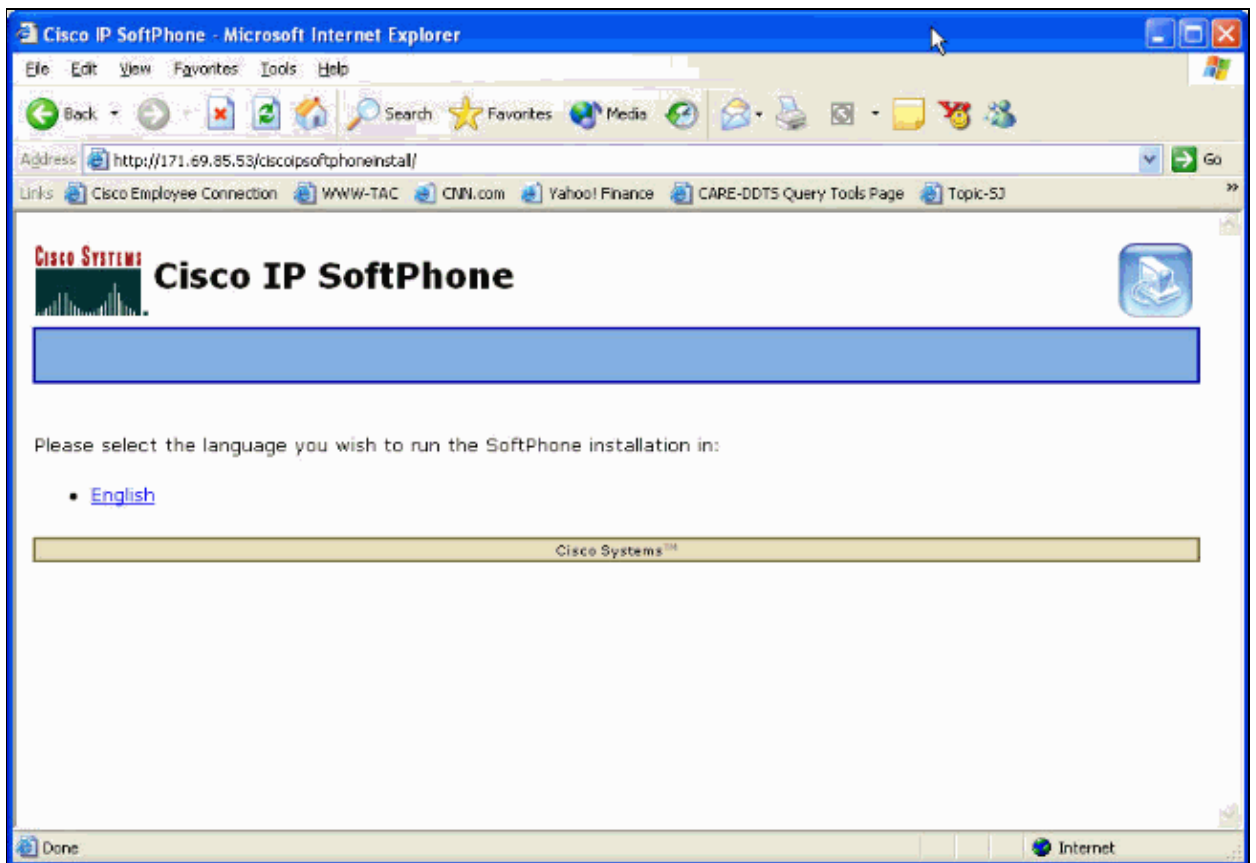 Cisco IP SoftPhone - Microsoft Internet Explorer
File Edit View Favorites Tools Help
Back Search Favorites Media
Address http://171.69.85.53/ciscoipsoftphoneinstall/ Go
Links Cisco Employee Connection WWW-TAC CNN.com Yahoo! Finance CARE-DDTS Query Tools Page Topic-SJ »
CISCO SYSTEMS
Cisco IP SoftPhone
Please select the language you wish to run the SoftPhone installation in:
• English
Cisco Systems™
Done Internet